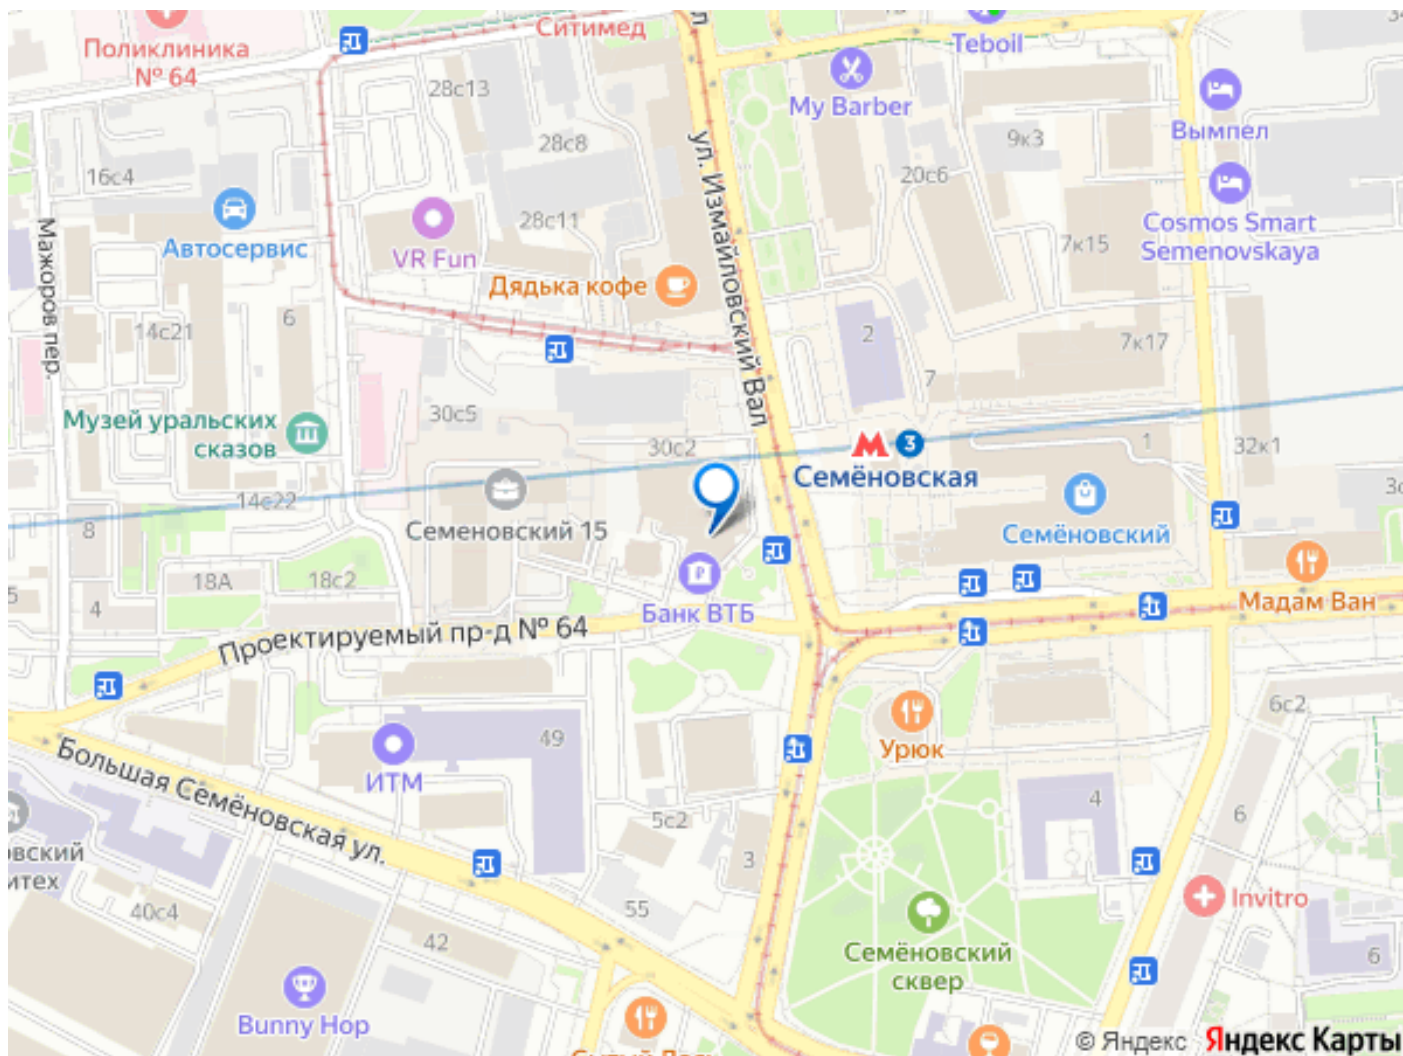 Ситимед
ул
Поликлиника
№ 64
Teboil
My Barber
28с13
9к3
Вымпел
28с8
16с4
20с6
ул. Измайловский Вал
28с11
Cosmos Smart
Semenovskaya
Автосервис
VR Fun
7к15
Мажоров пер.
Дядька кофе
6
14с21
2
7к17
7
30с5
Музей уральских
сказов
30с2
3
1
32к1
Семёновская
14с22
8
Семеновский 15
Семёновский
18А
18с2
4
Банк ВТБ
Мадам Ван
Проектируемый пр-д № 64
6с2
49
Урюк
Большая Семёновская ул.
ИТМ
4
5с2
6
3
40с4
55
Invitro
42
Семёновский
сквер
6
Bunny Hop
© Яндекс Яндекс Карты